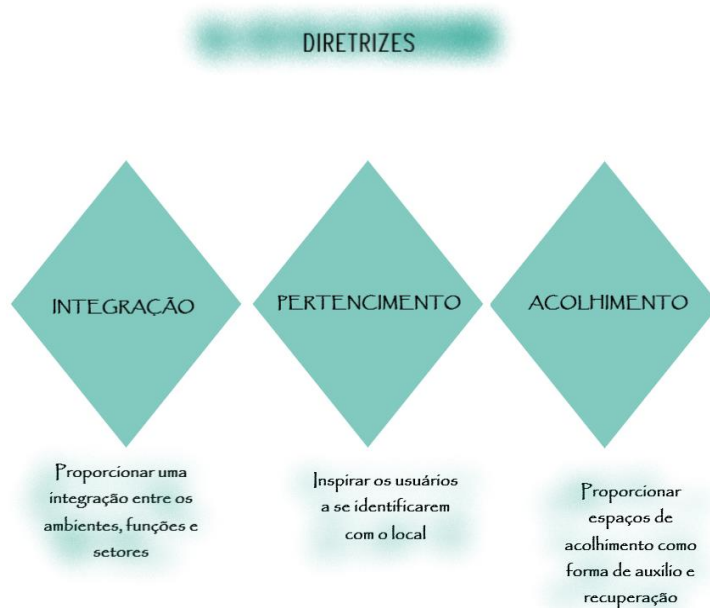 DIRETRIZES
INTEGRAÇÃO
PERTENCIMENTO
ACOLHIMENTO
Proporcionar uma
integração entre os
ambientes, funções e
setores
Inspirar os usuários
a se identificarem
com o local
Proporcionar
espaços de
acolhimento como
forma de auxílio e
recuperação